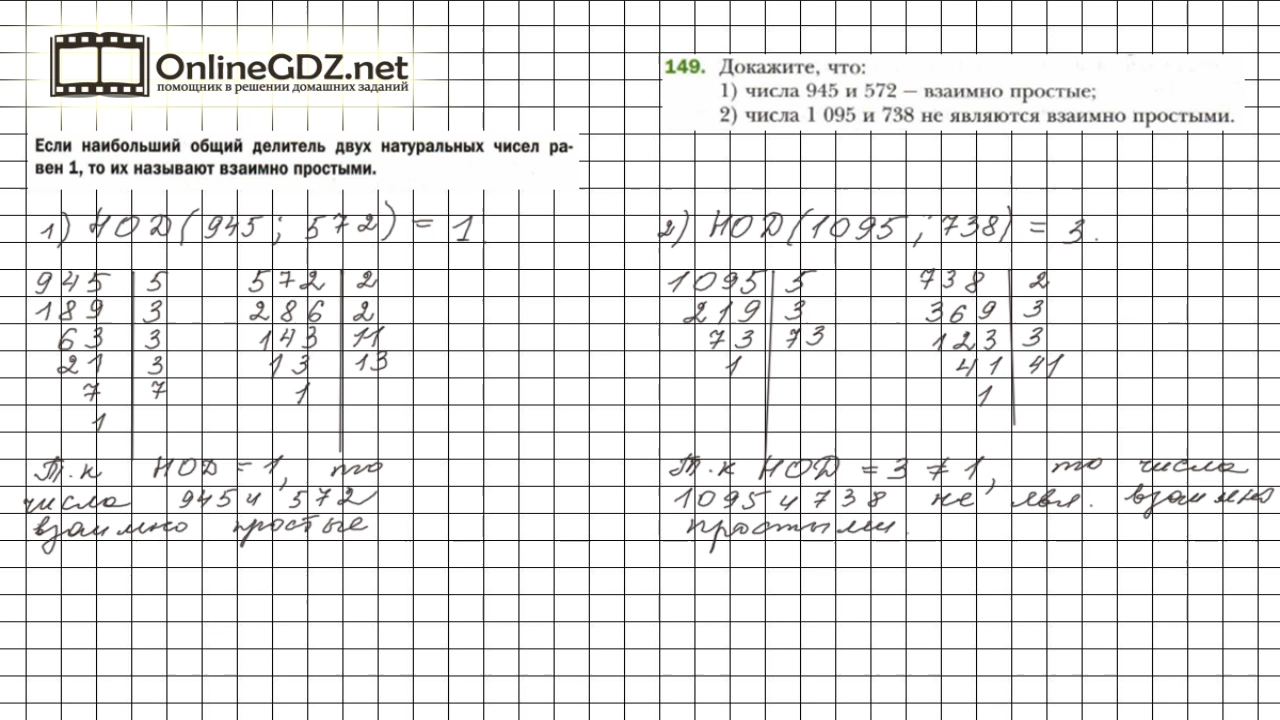 OnlineGDZ.net
помощник в решении домашних заданий
149. Докажите, что:
1) числа 945 и 572 — взаимно простые;
2) числа 1 095 и 738 не являются взаимно простыми.
Если наибольший общий делитель двух натуральных чисел ра-
вен 1, то их называют взаимно простыми.
1) НОД(945; 572) = 1.
945 | 5
189 | 3
63 | 3
21 | 3
7 | 7
1
572 | 2
286 | 2
143 | 11
13 | 13
1
Т.к НОД = 1, то
числа 945 и 572
взаимно простые
2) НОД(1095; 738) = 3.
1095 | 5
219 | 3
73 | 73
1
738 | 2
369 | 3
123 | 3
41 | 41
1
Т.к НОД = 3 ≠ 1, то числа
1095 и 738 не явл. взаимно
простыми.